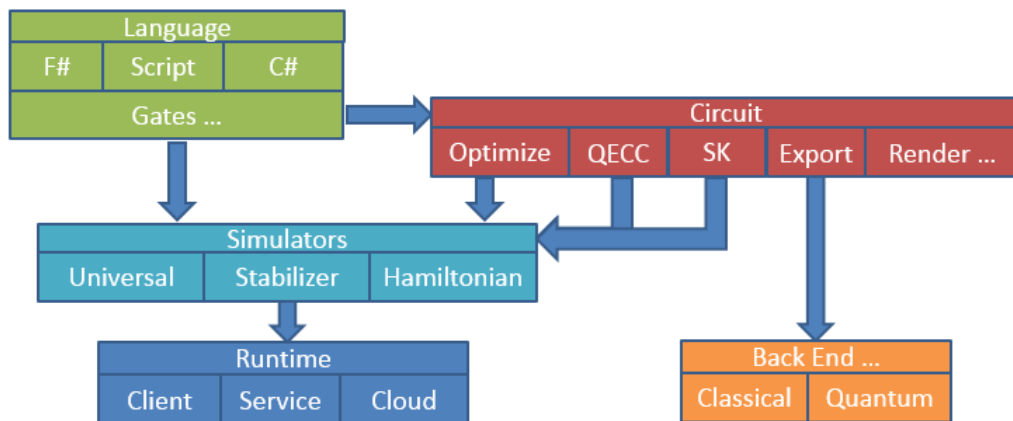 Language
F# Script C#
Gates ...
Circuit
Optimize QECC SK Export Render ...
Simulators
Universal Stabilizer Hamiltonian
Runtime
Client Service Cloud
Back End ...
Classical Quantum